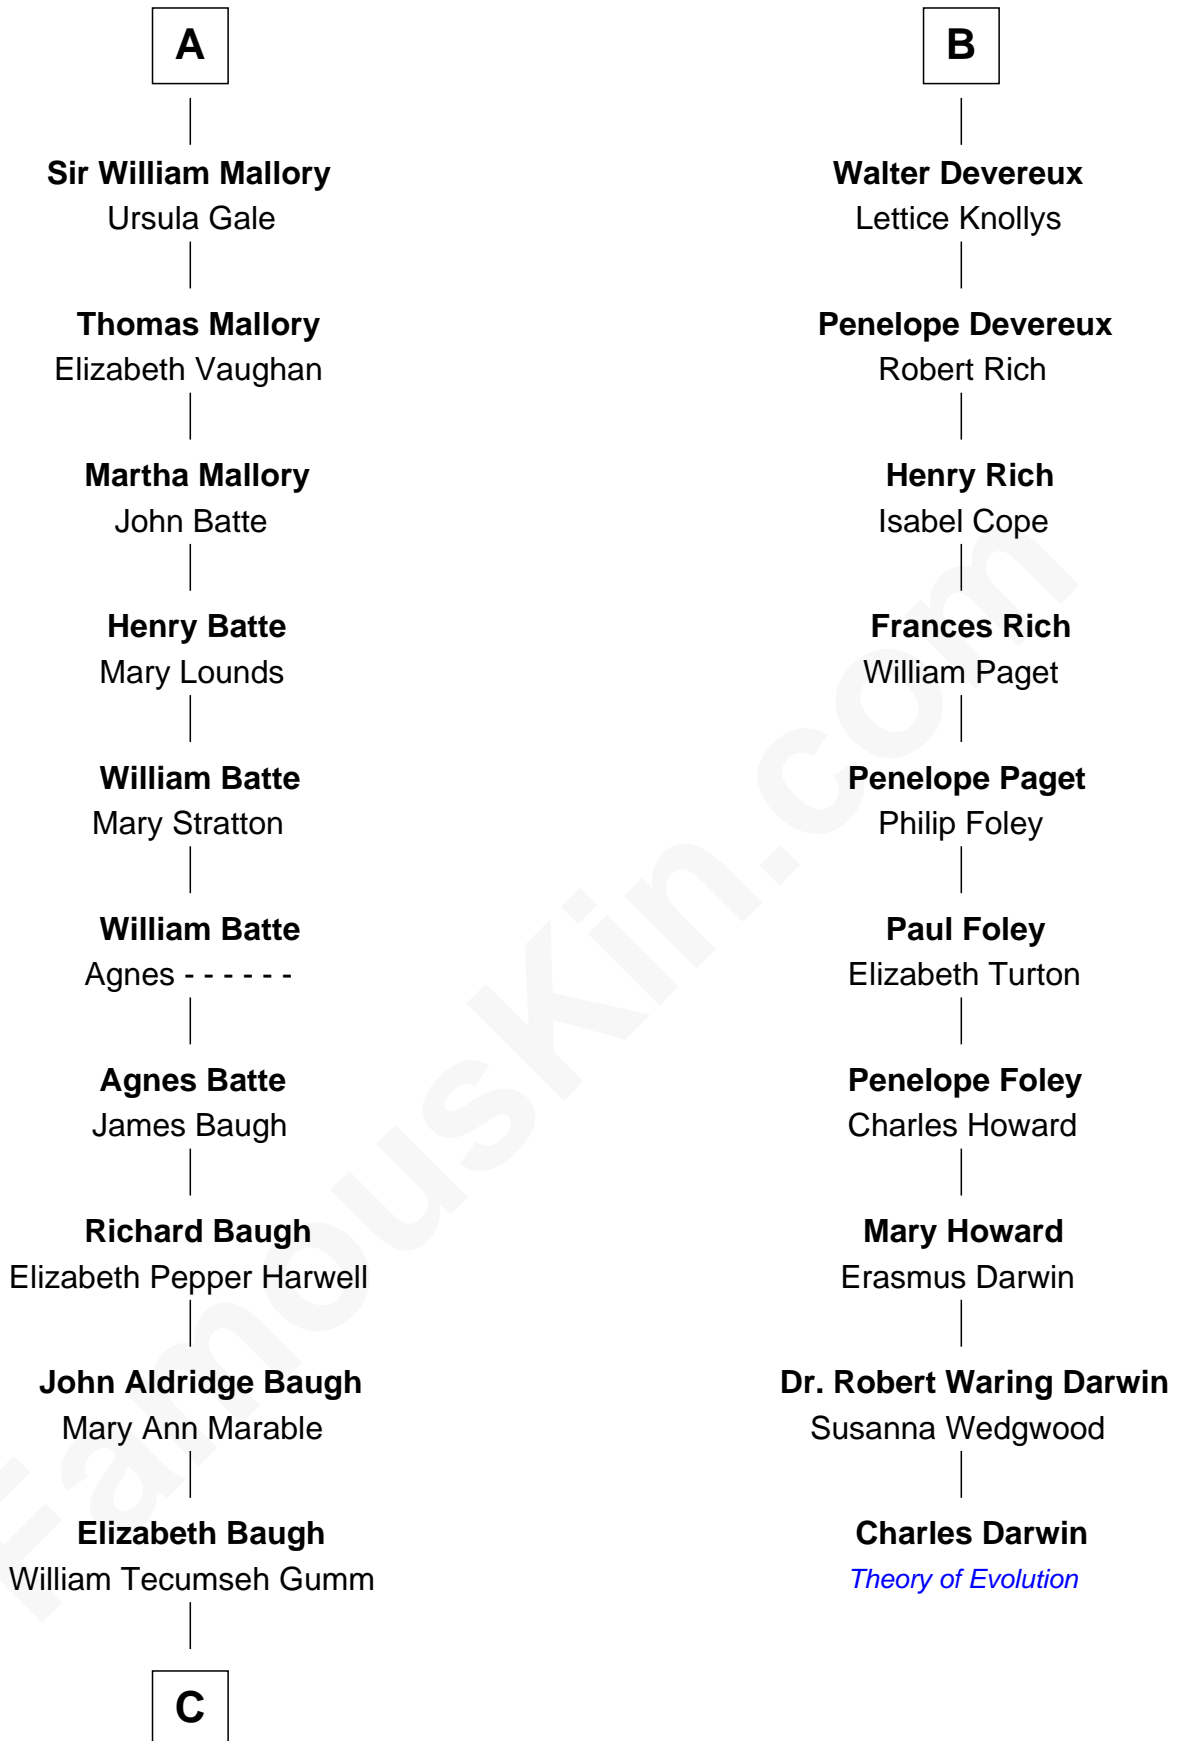 A
Sir William Mallory
Ursula Gale
Thomas Mallory
Elizabeth Vaughan
Martha Mallory
John Batte
Henry Batte
Mary Lounds
William Batte
Mary Stratton
William Batte
Agnes - - - - - -
Agnes Batte
James Baugh
Richard Baugh
Elizabeth Pepper Harwell
John Aldridge Baugh
Mary Ann Marable
Elizabeth Baugh
William Tecumseh Gumm
C
B
Walter Devereux
Lettice Knollys
Penelope Devereux
Robert Rich
Henry Rich
Isabel Cope
Frances Rich
William Paget
Penelope Paget
Philip Foley
Paul Foley
Elizabeth Turton
Penelope Foley
Charles Howard
Mary Howard
Erasmus Darwin
Dr. Robert Waring Darwin
Susanna Wedgwood
Charles Darwin
Theory of Evolution
FamousKin.com